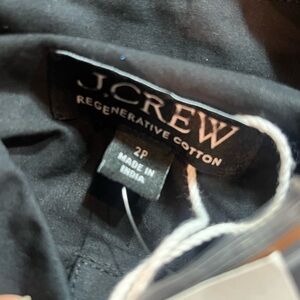 J.CREW
REGENERATIVE COTTON
2P
MADE IN
INDIA